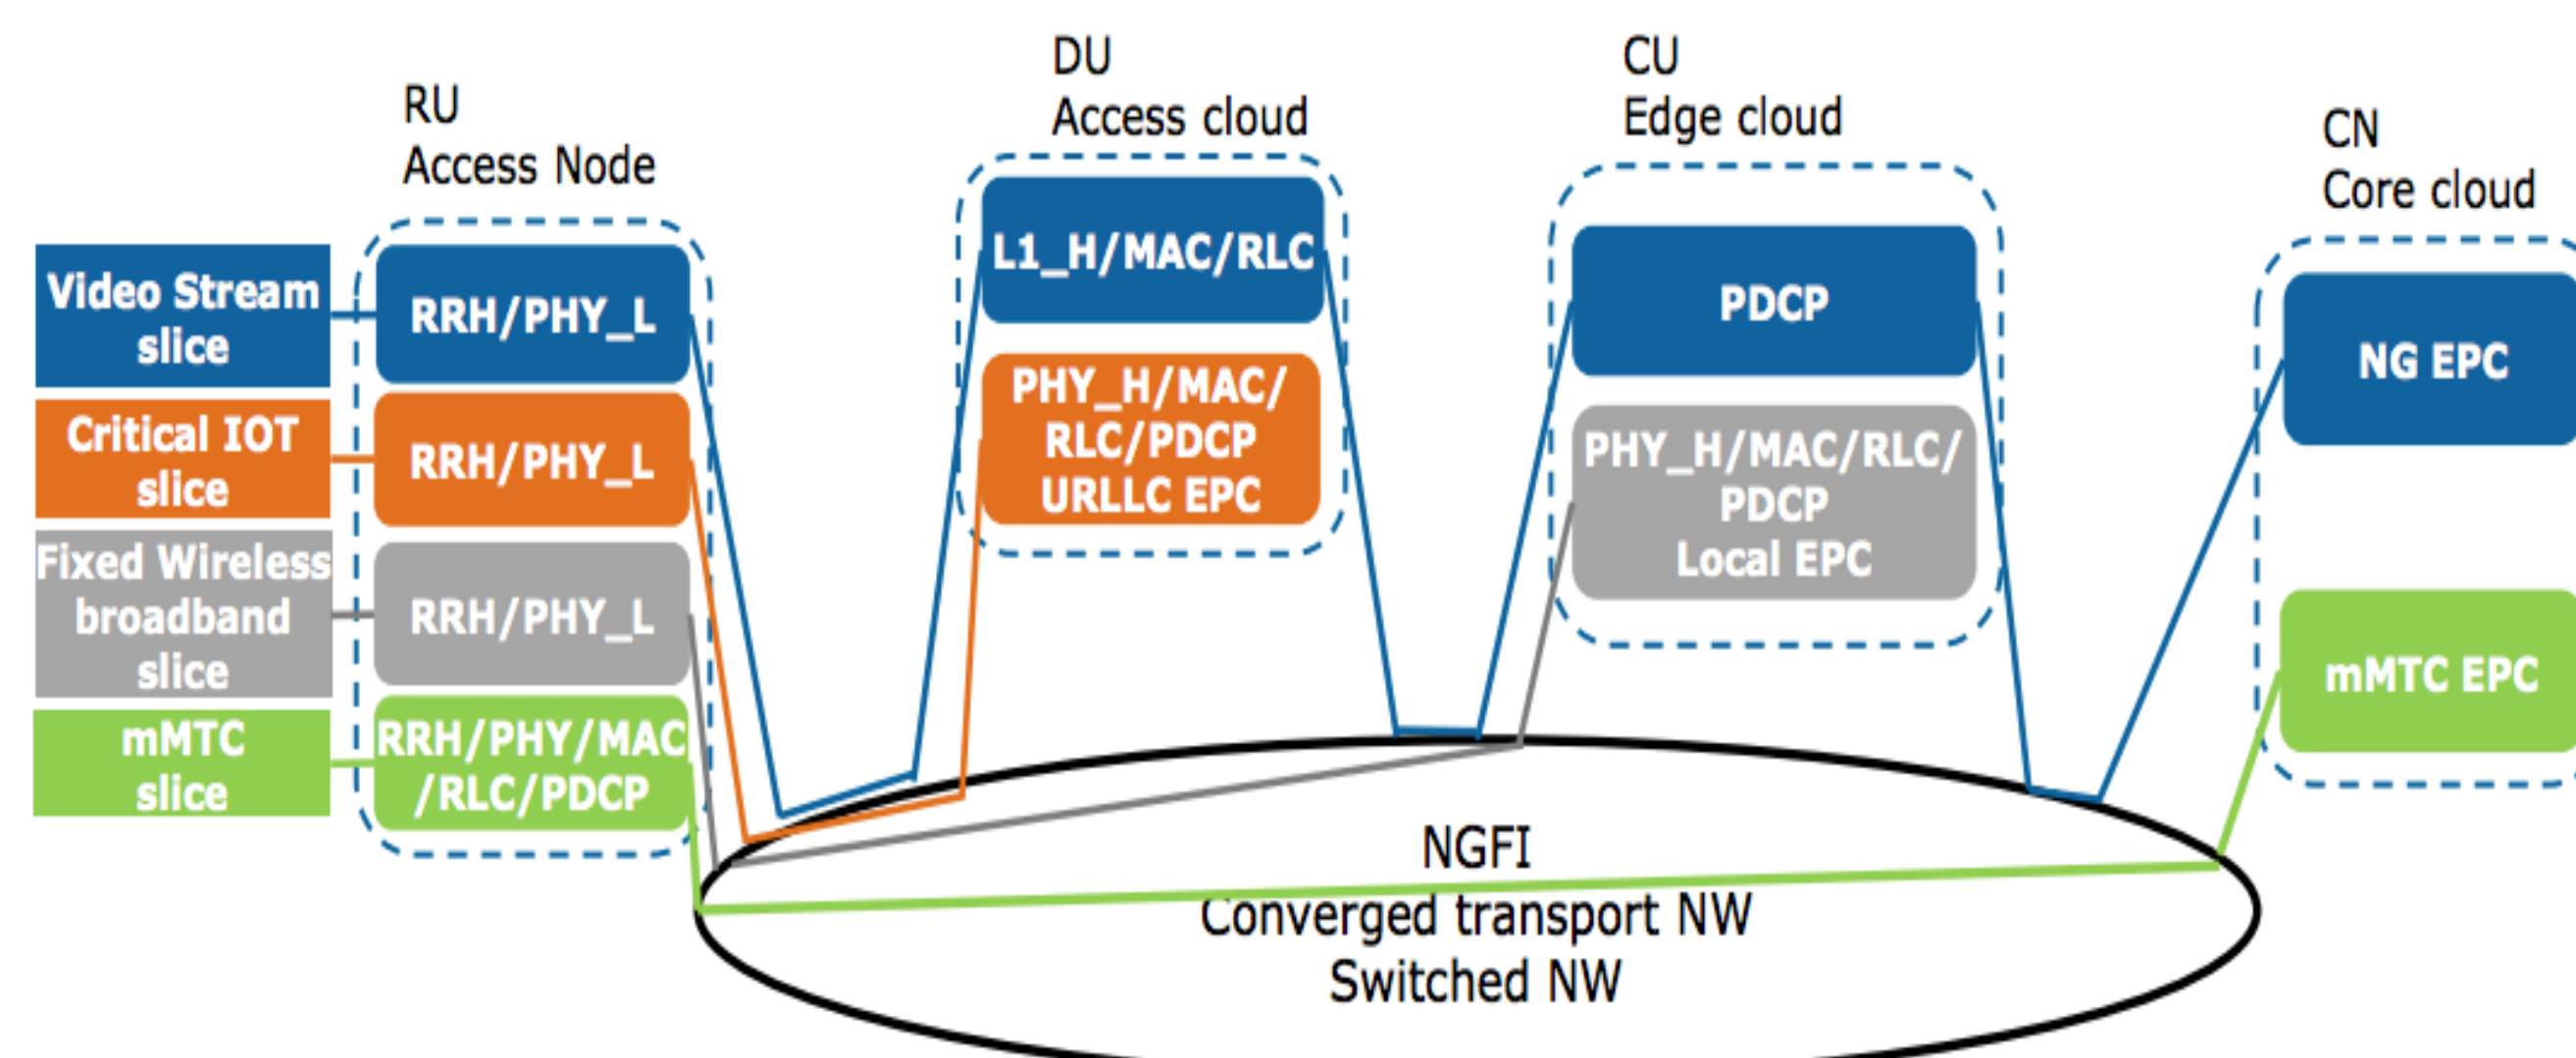 RU
Access Node
DU
Access cloud
CU
Edge cloud
CN
Core cloud
Video Stream
slice
Critical IOT
slice
Fixed Wireless
broadband
slice
mMTC
slice
RRH/PHY_L
RRH/PHY_L
RRH/PHY_L
RRH/PHY/MAC
/RLC/PDCP
L1_H/MAC/RLC
PHY_H/MAC/
RLC/PDCP
URLLC EPC
PDCP
PHY_H/MAC/RLC/
PDCP
Local EPC
NG EPC
mMTC EPC
NGFI
Converged transport NW
Switched NW